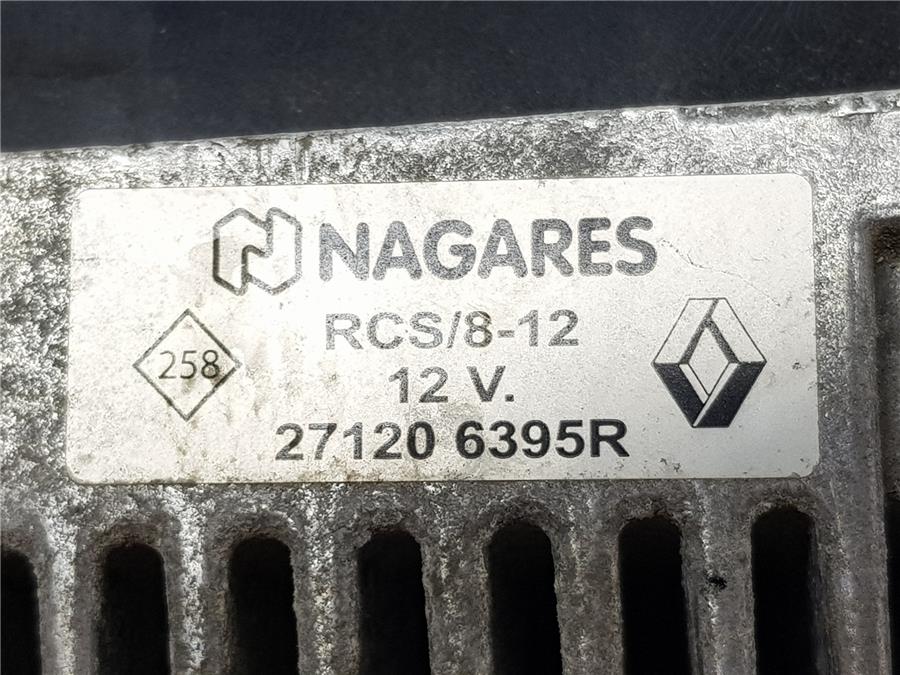 NAGARES
RCS/8-12
258
12 V.
27120 6395R